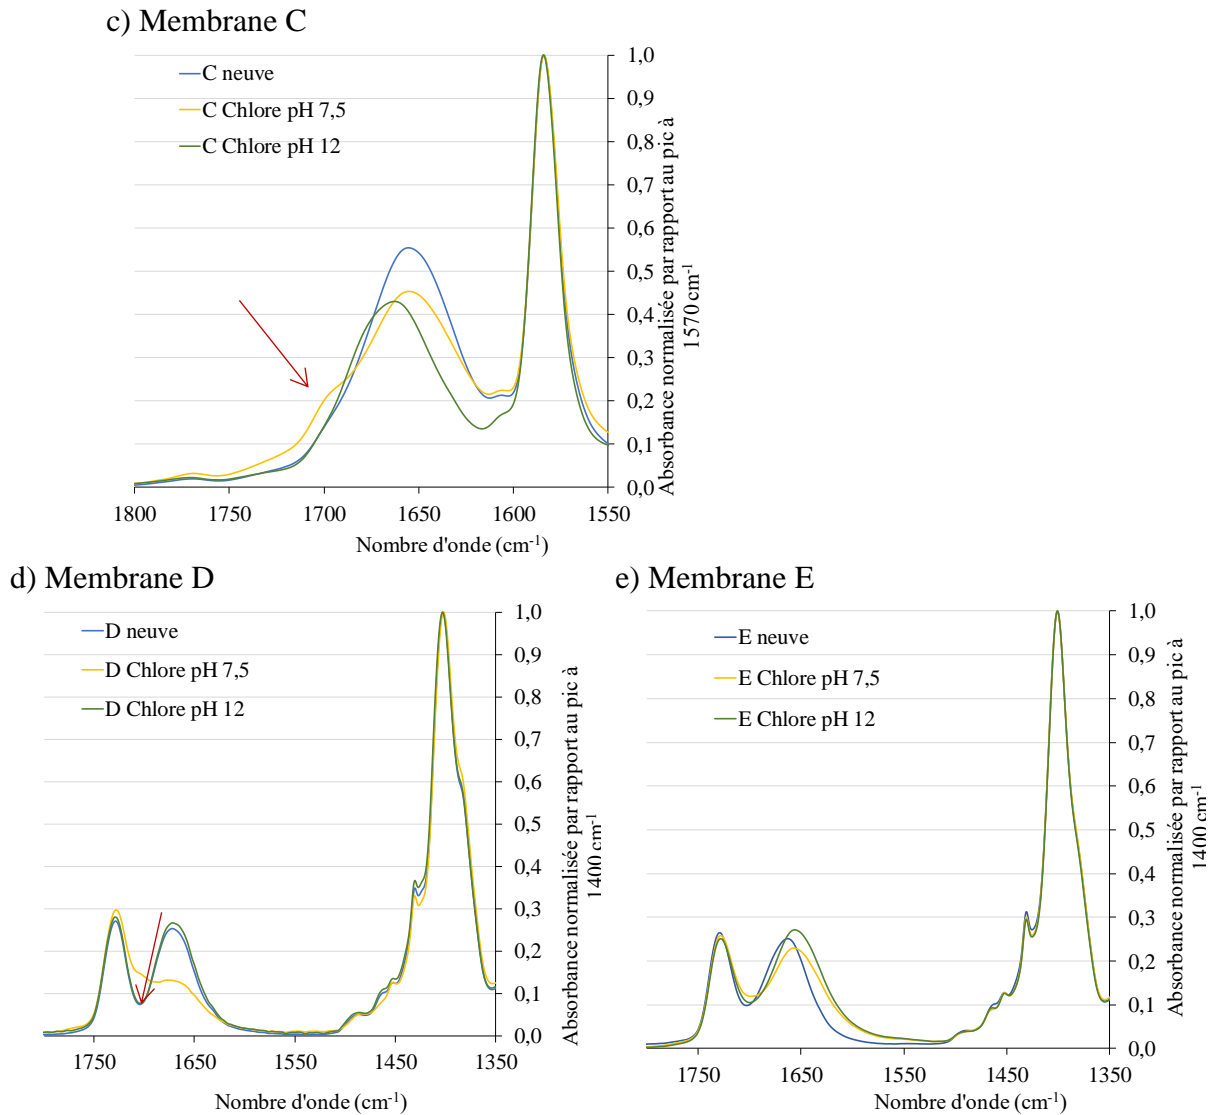 c) Membrane C
C neuve
C Chlore pH 7,5
C Chlore pH 12
1,0
0,9
0,8
0,7
0,6
0,5
0,4
0,3
0,2
0,1
0,0
Absorbance normalisée par rapport au pic à
1570 cm-1
1800 1750 1700 1650 1600 1550
Nombre d'onde (cm-1)
d) Membrane D
D neuve
D Chlore pH 7,5
D Chlore pH 12
1,0
0,9
0,8
0,7
0,6
0,5
0,4
0,3
0,2
0,1
0,0
Absorbance normalisée par rapport au pic à
1400 cm-1
1750 1650 1550 1450 1350
Nombre d'onde (cm-1)
e) Membrane E
E neuve
E Chlore pH 7,5
E Chlore pH 12
1,0
0,9
0,8
0,7
0,6
0,5
0,4
0,3
0,2
0,1
0,0
Absorbance normalisée par rapport au pic à
1400 cm-1
1750 1650 1550 1450 1350
Nombre d'onde (cm-1)